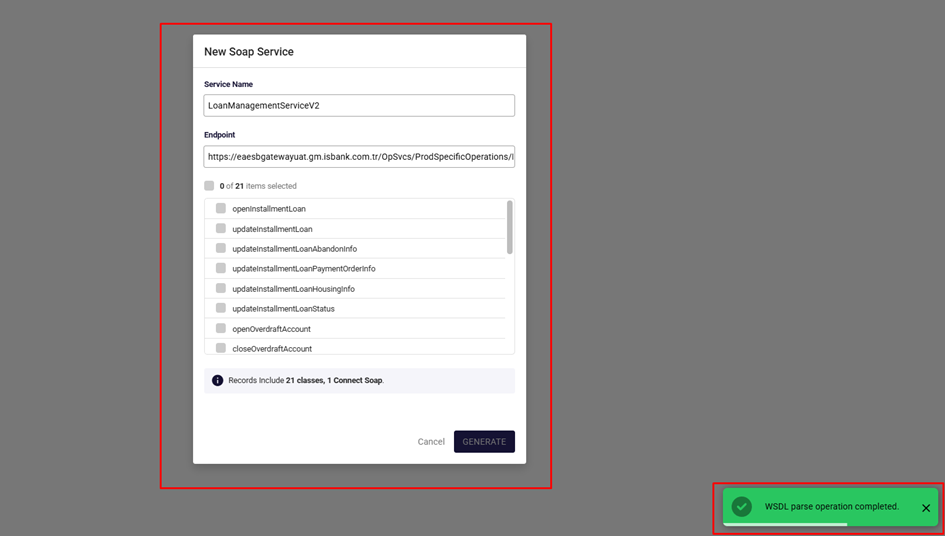 New Soap Service
Service Name
LoanManagementServiceV2
Endpoint
https://eaesbgatewayuat.gm.isbank.com.tr/OpSvcs/ProdSpecificOperations/
0 of 21 items selected
openInstallmentLoan
updateInstallmentLoan
updateInstallmentLoanAbandonInfo
updateInstallmentLoanPaymentOrderInfo
updateInstallmentLoanHousingInfo
updateInstallmentLoanStatus
openOverdraftAccount
closeOverdraftAccount
Records Include 21 classes, 1 Connect Soap.
Cancel
GENERATE
WSDL parse operation completed.